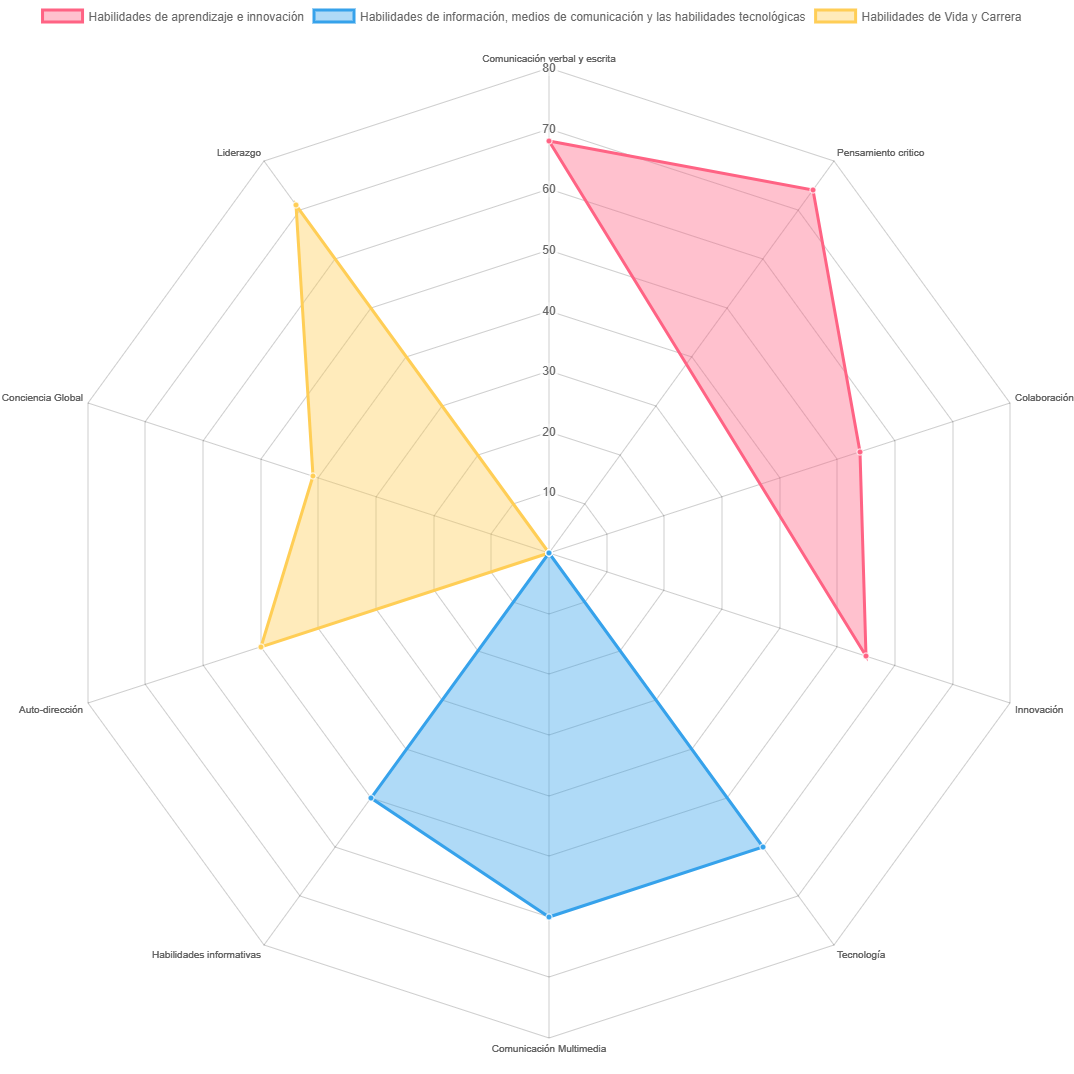 Habilidades de aprendizaje e innovación Habilidades de información, medios de comunicación y las habilidades tecnológicas Habilidades de Vida y Carrera
Comunicación verbal y escrita
80
70
Liderazgo
Pensamiento critico
60
50
40
30
Conciencia Global
Colaboración
20
10
Auto-dirección
Innovación
Habilidades informativas
Tecnología
Comunicación Multimedia